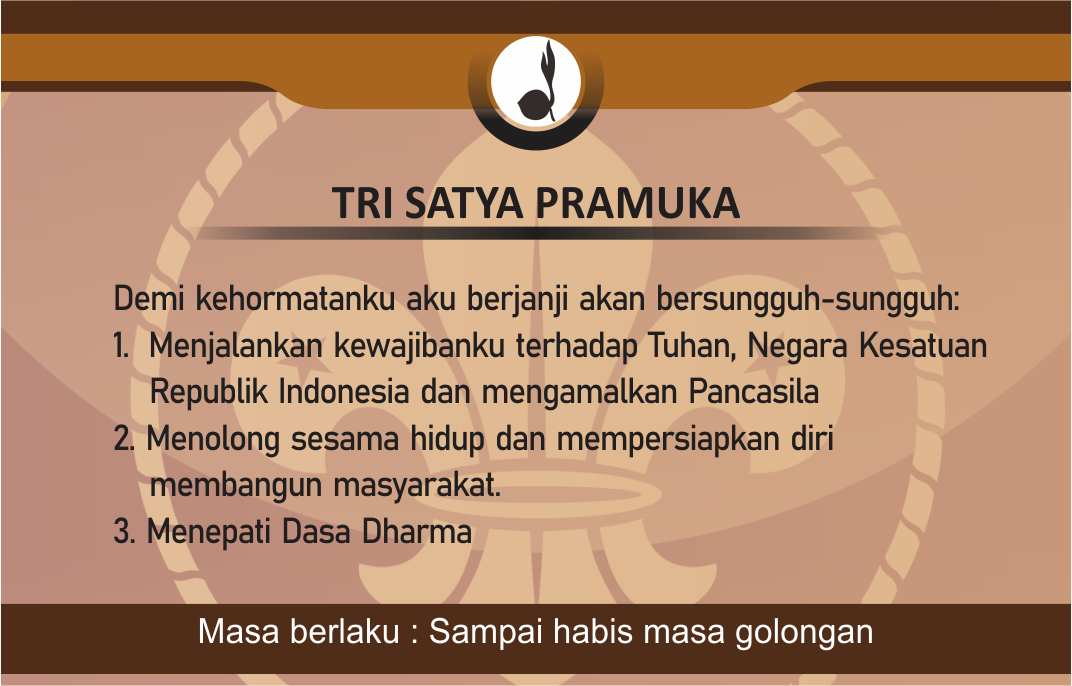 TRI SATYA PRAMUKA
Demi kehormatanku aku berjanji akan bersungguh-sungguh:
1. Menjalankan kewajibanku terhadap Tuhan, Negara Kesatuan
Republik Indonesia dan mengamalkan Pancasila
2. Menolong sesama hidup dan mempersiapkan diri
membangun masyarakat.
3. Menepati Dasa Dharma
Masa berlaku : Sampai habis masa golongan